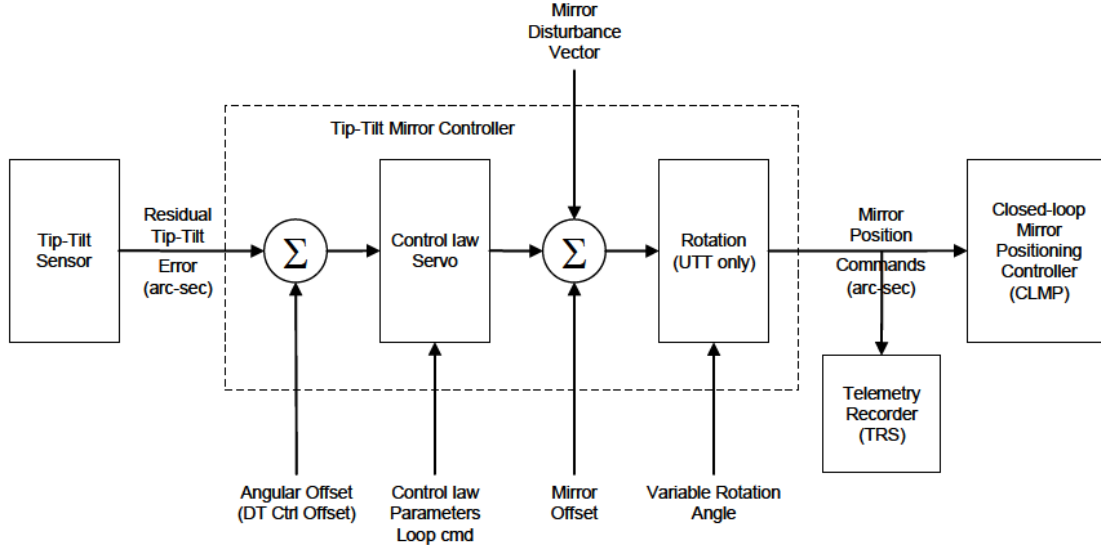 Mirror
Disturbance
Vector
Tip-Tilt Mirror Controller
Tip-Tilt
Sensor
Residual
Tip-Tilt
Error
(arc-sec)
Σ
Control law
Servo
Σ
Rotation
(UTT only)
Mirror
Position
Commands
(arc-sec)
Closed-loop
Mirror
Positioning
Controller
(CLMP)
Telemetry
Recorder
(TRS)
Angular Offset
(DT Ctrl Offset)
Control law
Parameters
Loop cmd
Mirror
Offset
Variable Rotation
Angle